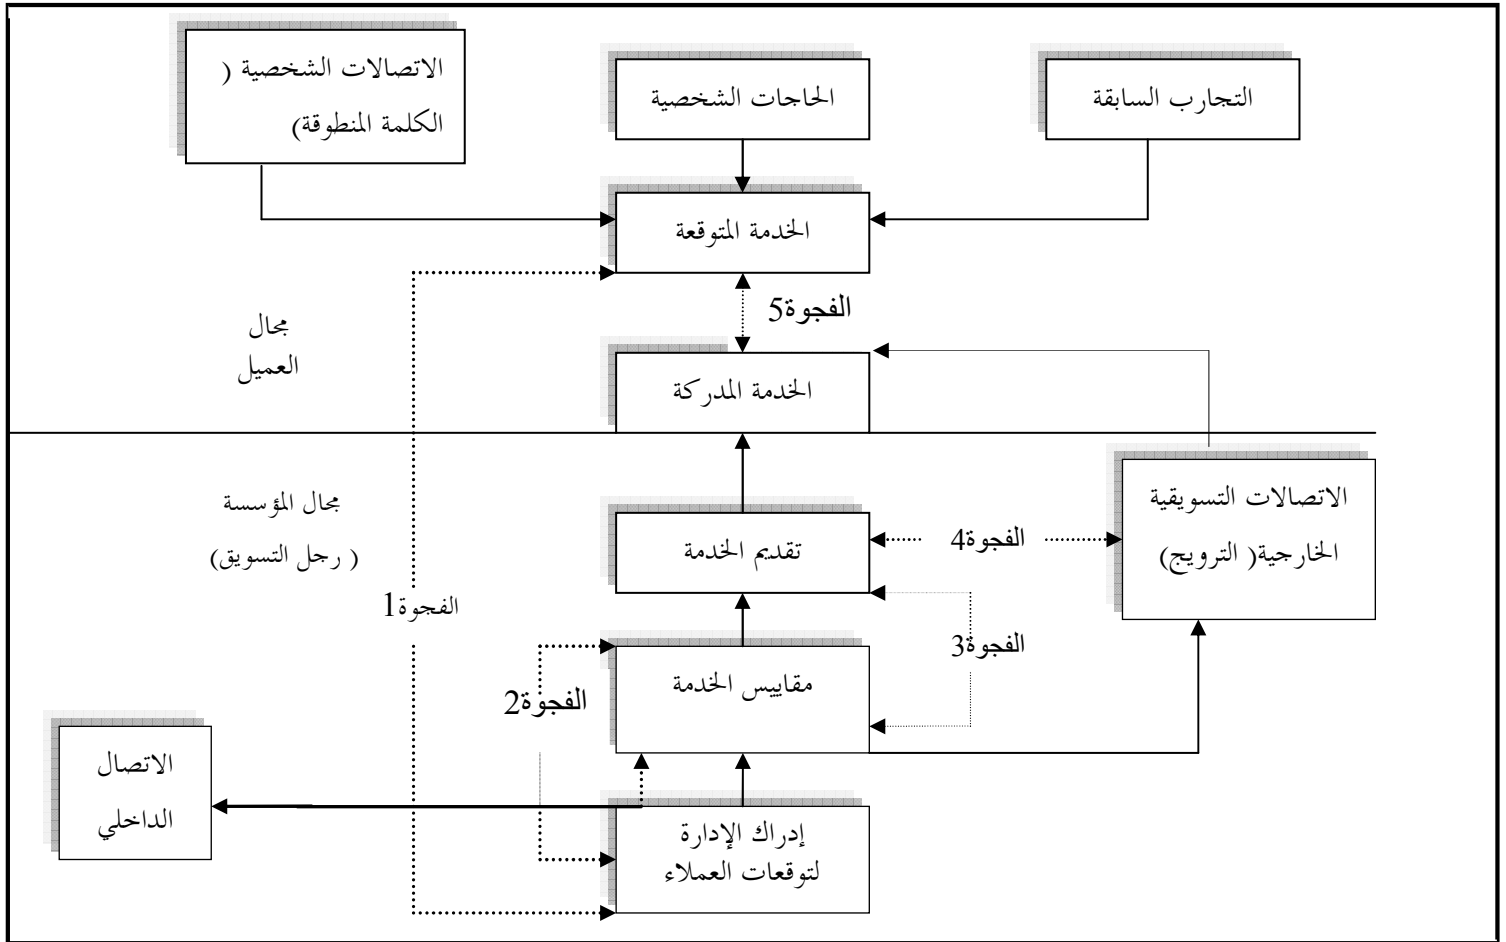 التجارب السابقة
الحاجات الشخصية
الاتصالات الشخصية (
الكلمة المنطوقة)
الخدمة المتوقعة
الفجوة5
مجال
العميل
الخدمة المدركة
الاتصالات التسويقية
الخارجية( الترويج)
الفجوة4
تقديم الخدمة
مجال المؤسسة
( رجل التسويق)
الفجوة1
الفجوة3
مقاييس الخدمة
الفجوة2
الاتصال
الداخلي
إدراك الإدارة
لتوقعات العملاء